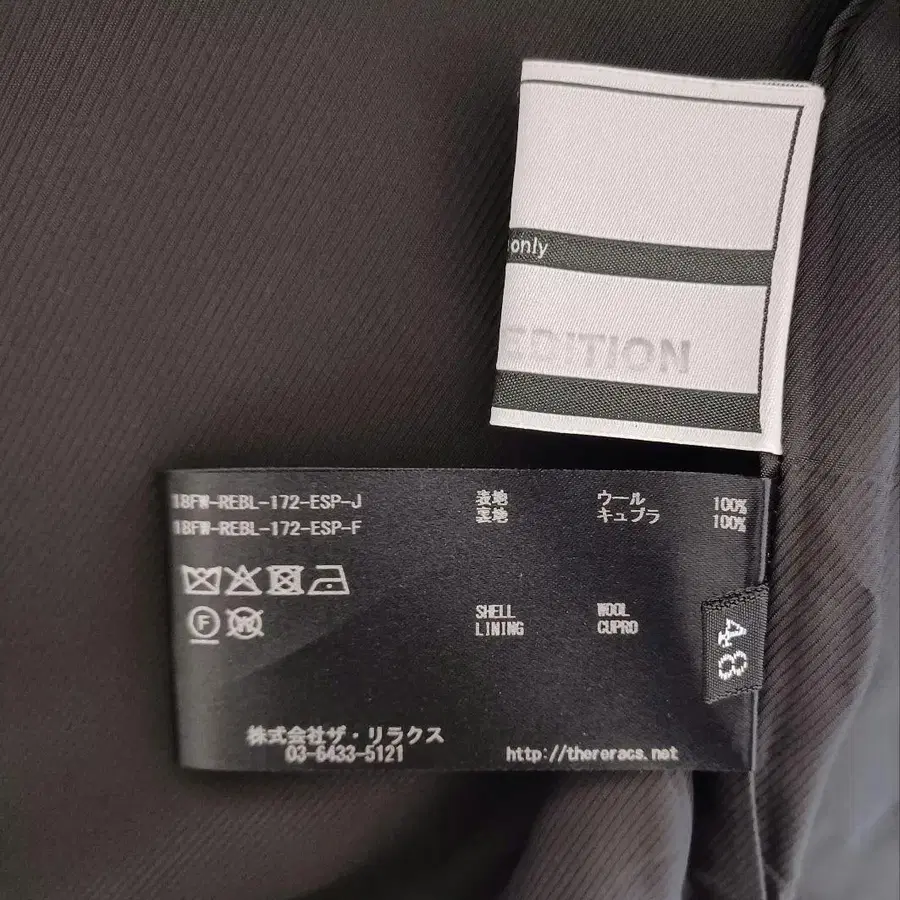 only
EDITION
18FW-REBL-172-ESP-J
18FW-REBL-172-ESP-F
表地 ウール 100%
裏地 キュプラ 100%
F
W
SHELL WOOL
LINING CUPRO
48
株式会社ザ・リラクス
03-6433-5121
http://thereracs.net